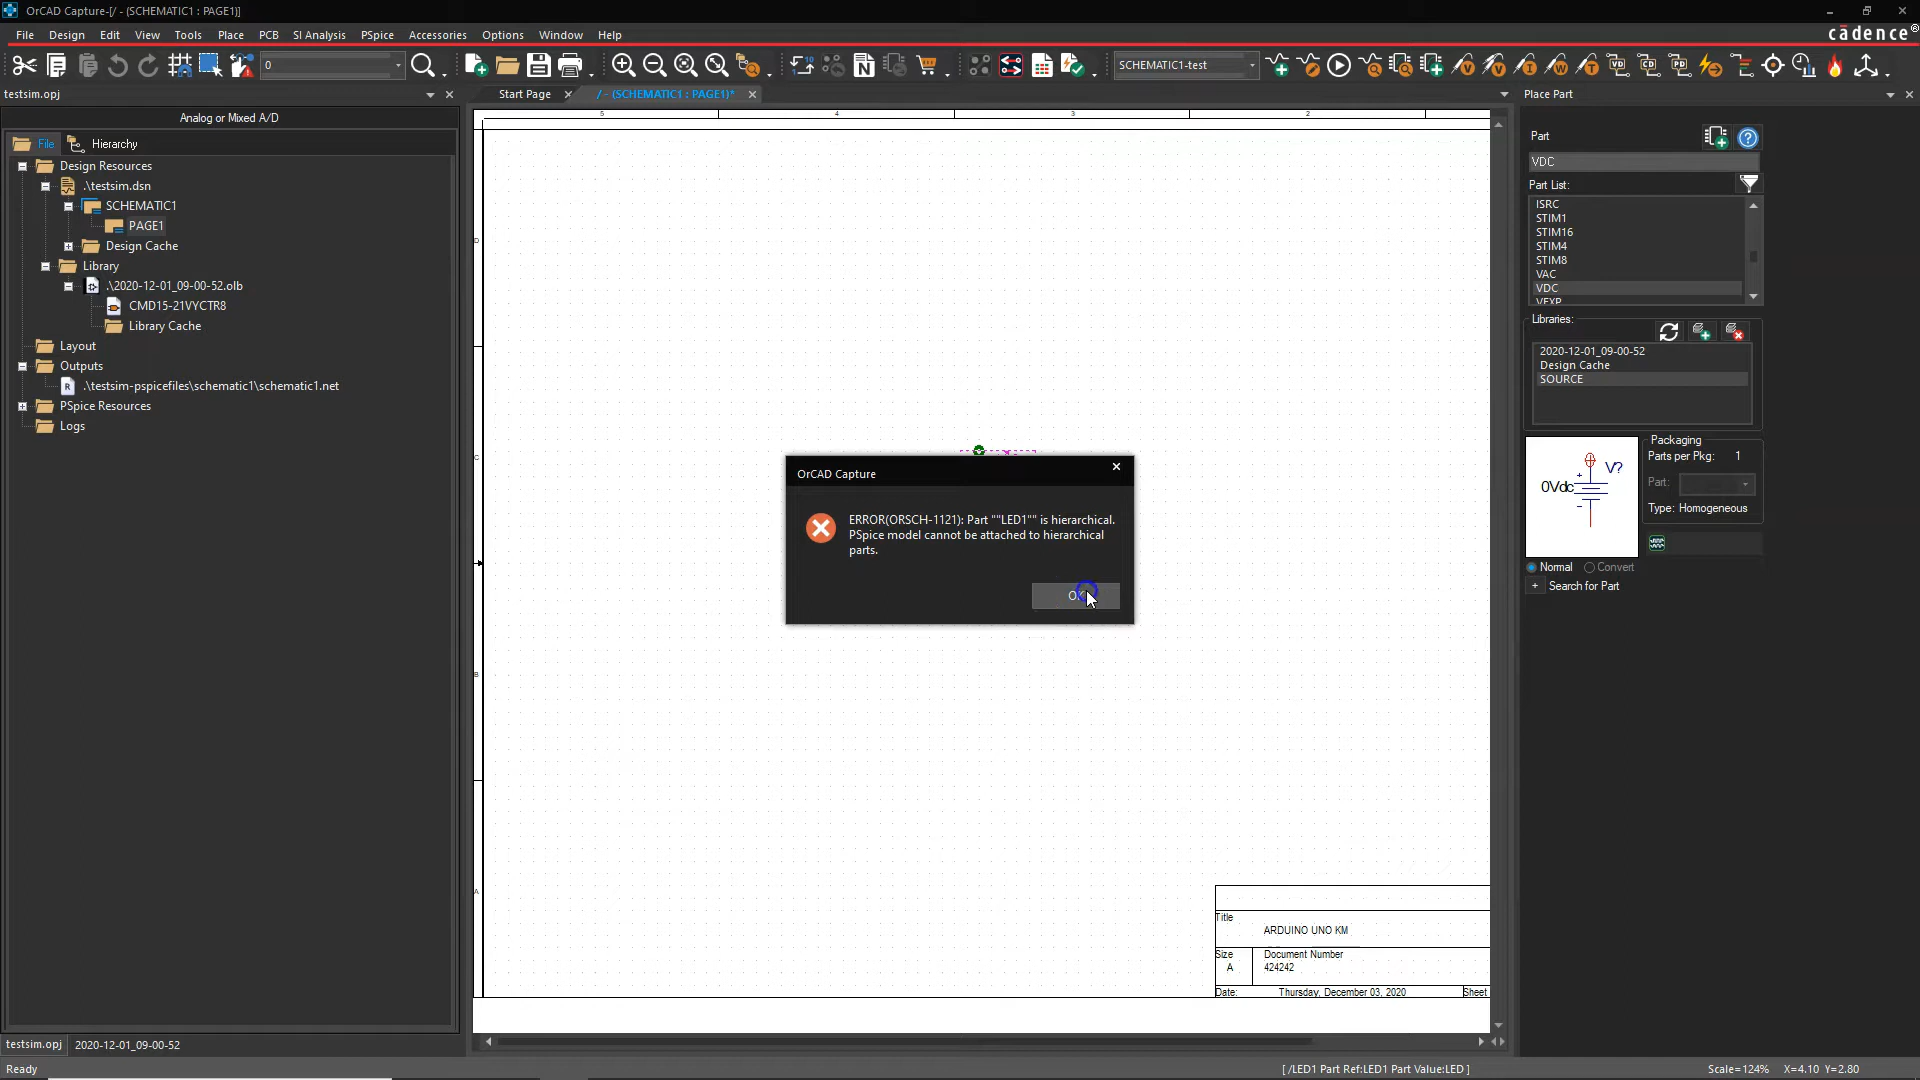 OrCAD Capture-[/ - (SCHEMATIC1 : PAGE1)]
File Design Edit View Tools Place PCB SI Analysis PSpice Accessories Options Window Help
cādence®
0
SCHEMATIC1-test
testsim.opj
Start Page
/ - (SCHEMATIC1 : PAGE1)*
Place Part
Analog or Mixed A/D
File
Hierarchy
Design Resources
.\testsim.dsn
SCHEMATIC1
PAGE1
Design Cache
Library
.\2020-12-01_09-00-52.olb
CMD15-21VYCTR8
Library Cache
Layout
Outputs
.\testsim-pspicefiles\schematic1\schematic1.net
PSpice Resources
Logs
testsim.opj
2020-12-01_09-00-52
5 4 3 2
D
C
B
A
OrCAD Capture
ERROR(ORSCH-1121): Part ""LED1"" is hierarchical.
PSpice model cannot be attached to hierarchical
parts.
OK
Title
ARDUINO UNO KM
Size
Document Number
A
424242
Date:
Thursday, December 03, 2020
Sheet
Part
VDC
Part List:
ISRC
STIM1
STIM16
STIM4
STIM8
VAC
VDC
VEXP
Libraries:
2020-12-01_09-00-52
Design Cache
SOURCE
V?
+
0Vdc
-
Packaging
Parts per Pkg: 1
Part:
Type: Homogeneous
Normal
Convert
+ Search for Part
Ready
[ /LED1 Part Ref:LED1 Part Value:LED ]
Scale=124% X=4.10 Y=2.80